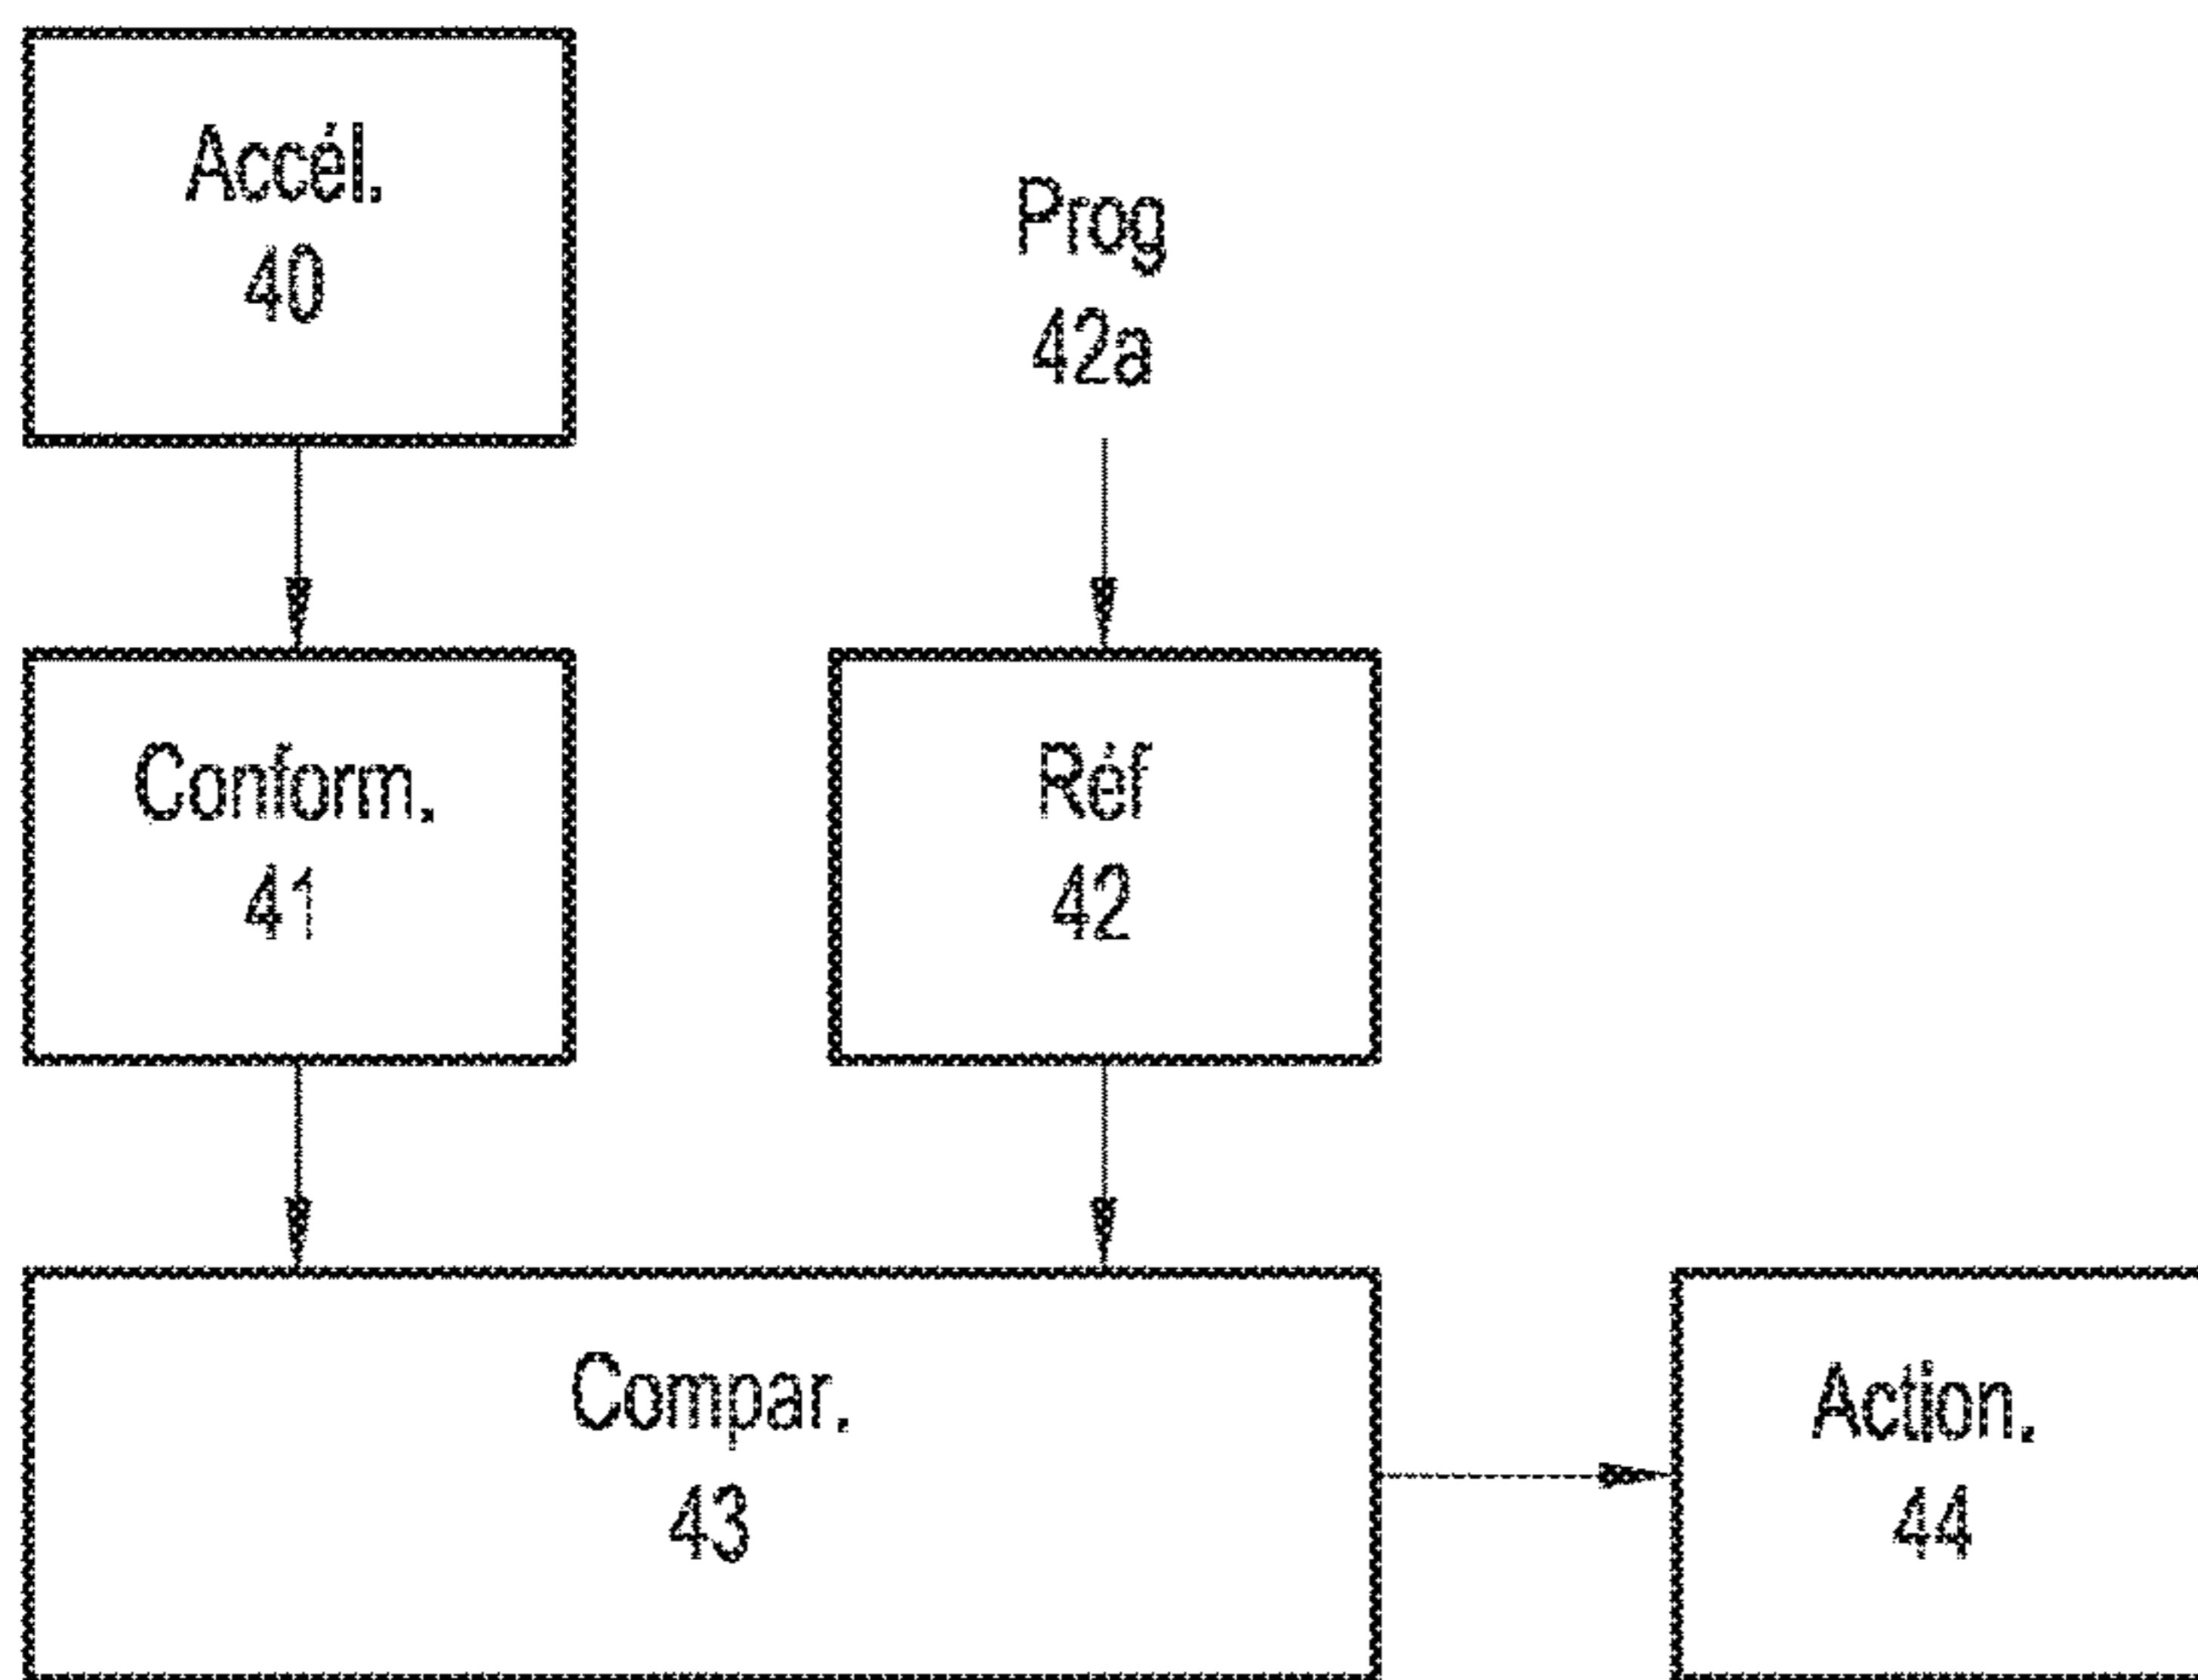 Accél.
40
Prog
42a
Conform.
41
Réf
42
Compar.
43
Action.
44